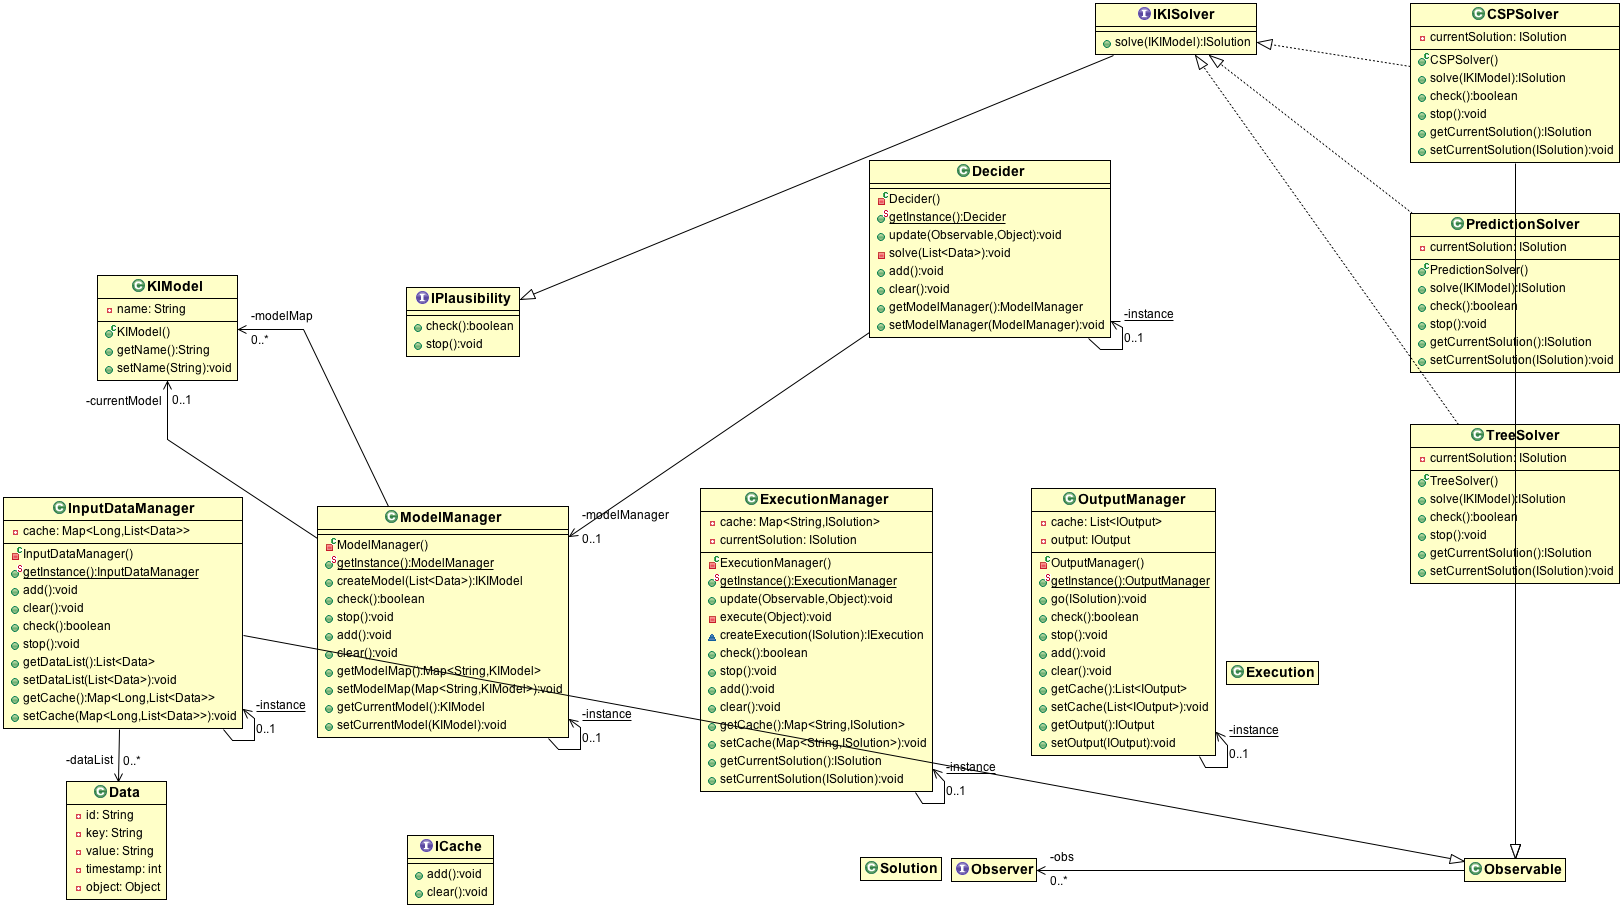 IKISolver
solve(IKIModel):ISolution
CSPSolver
currentSolution: ISolution
CSPSolver()
solve(IKIModel):ISolution
check():boolean
stop():void
getCurrentSolution():ISolution
setCurrentSolution(ISolution):void
Decider
Decider()
getInstance():Decider
update(Observable,Object):void
solve(List<Data>):void
add():void
clear():void
getModelManager():ModelManager
setModelManager(ModelManager):void
-instance
0..1
PredictionSolver
currentSolution: ISolution
PredictionSolver()
solve(IKIModel):ISolution
check():boolean
stop():void
getCurrentSolution():ISolution
setCurrentSolution(ISolution):void
KIModel
name: String
KIModel()
getName():String
setName(String):void
-modelMap
0..*
-currentModel
0..1
IPlausibility
check():boolean
stop():void
TreeSolver
currentSolution: ISolution
TreeSolver()
solve(IKIModel):ISolution
check():boolean
stop():void
getCurrentSolution():ISolution
setCurrentSolution(ISolution):void
InputDataManager
cache: Map<Long,List<Data>>
InputDataManager()
getInstance():InputDataManager
add():void
clear():void
check():boolean
stop():void
getDataList():List<Data>
setDataList(List<Data>):void
getCache():Map<Long,List<Data>>
setCache(Map<Long,List<Data>>):void
-instance
0..1
-dataList
0..*
ModelManager
ModelManager()
getInstance():ModelManager
createModel(List<Data>):IKIModel
check():boolean
stop():void
add():void
clear():void
getModelMap():Map<String,KIModel>
setModelMap(Map<String,KIModel>):void
getCurrentModel():KIModel
setCurrentModel(KIModel):void
-modelManager
0..1
-instance
0..1
ExecutionManager
cache: Map<String,ISolution>
currentSolution: ISolution
ExecutionManager()
getInstance():ExecutionManager
update(Observable,Object):void
execute(Object):void
createExecution(ISolution):IExecution
check():boolean
stop():void
add():void
clear():void
getCache():Map<String,ISolution>
setCache(Map<String,ISolution>):void
getCurrentSolution():ISolution
setCurrentSolution(ISolution):void
-instance
0..1
OutputManager
cache: List<IOutput>
output: IOutput
OutputManager()
getInstance():OutputManager
go(ISolution):void
check():boolean
stop():void
add():void
clear():void
getCache():List<IOutput>
setCache(List<IOutput>):void
getOutput():IOutput
setOutput(IOutput):void
-instance
0..1
Execution
Data
id: String
key: String
value: String
timestamp: int
object: Object
ICache
add():void
clear():void
Solution
Observer
-obs
0..*
Observable